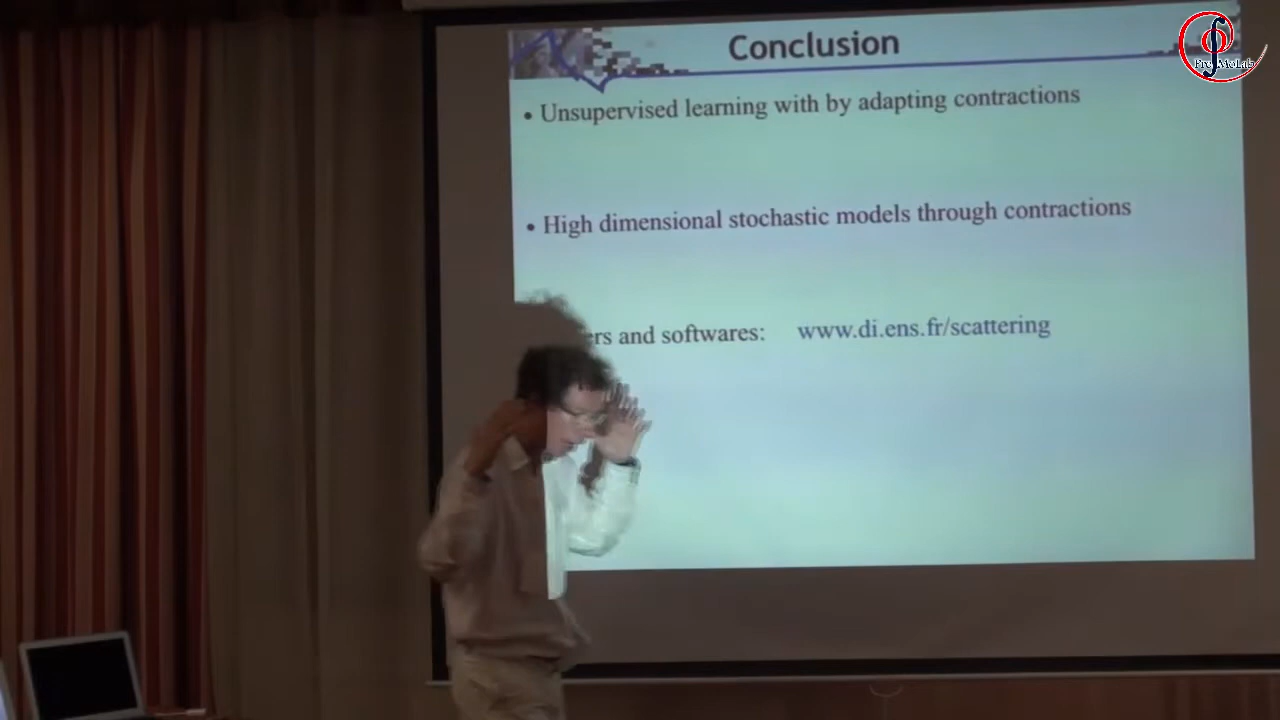 Conclusion
• Unsupervised learning with by adapting contractions
• High dimensional stochastic models through contractions
ers and softwares: www.di.ens.fr/scattering
PreMoLab